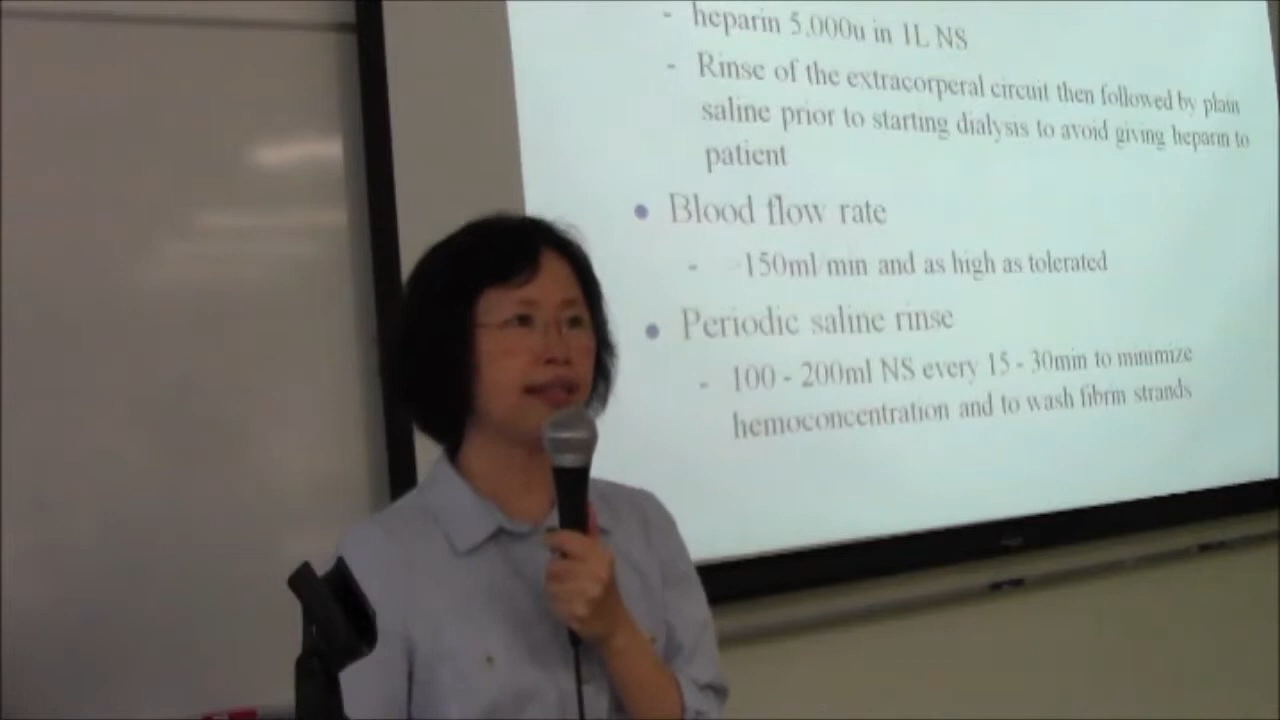 - heparin 5,000u in 1L NS
- Rinse of the extracorperal circuit then followed by plain
saline prior to starting dialysis to avoid giving heparin to
patient
• Blood flow rate
- 150ml/min and as high as tolerated
• Periodic saline rinse
- 100 - 200ml NS every 15 - 30min to minimize
hemoconcentration and to wash fibrin strands